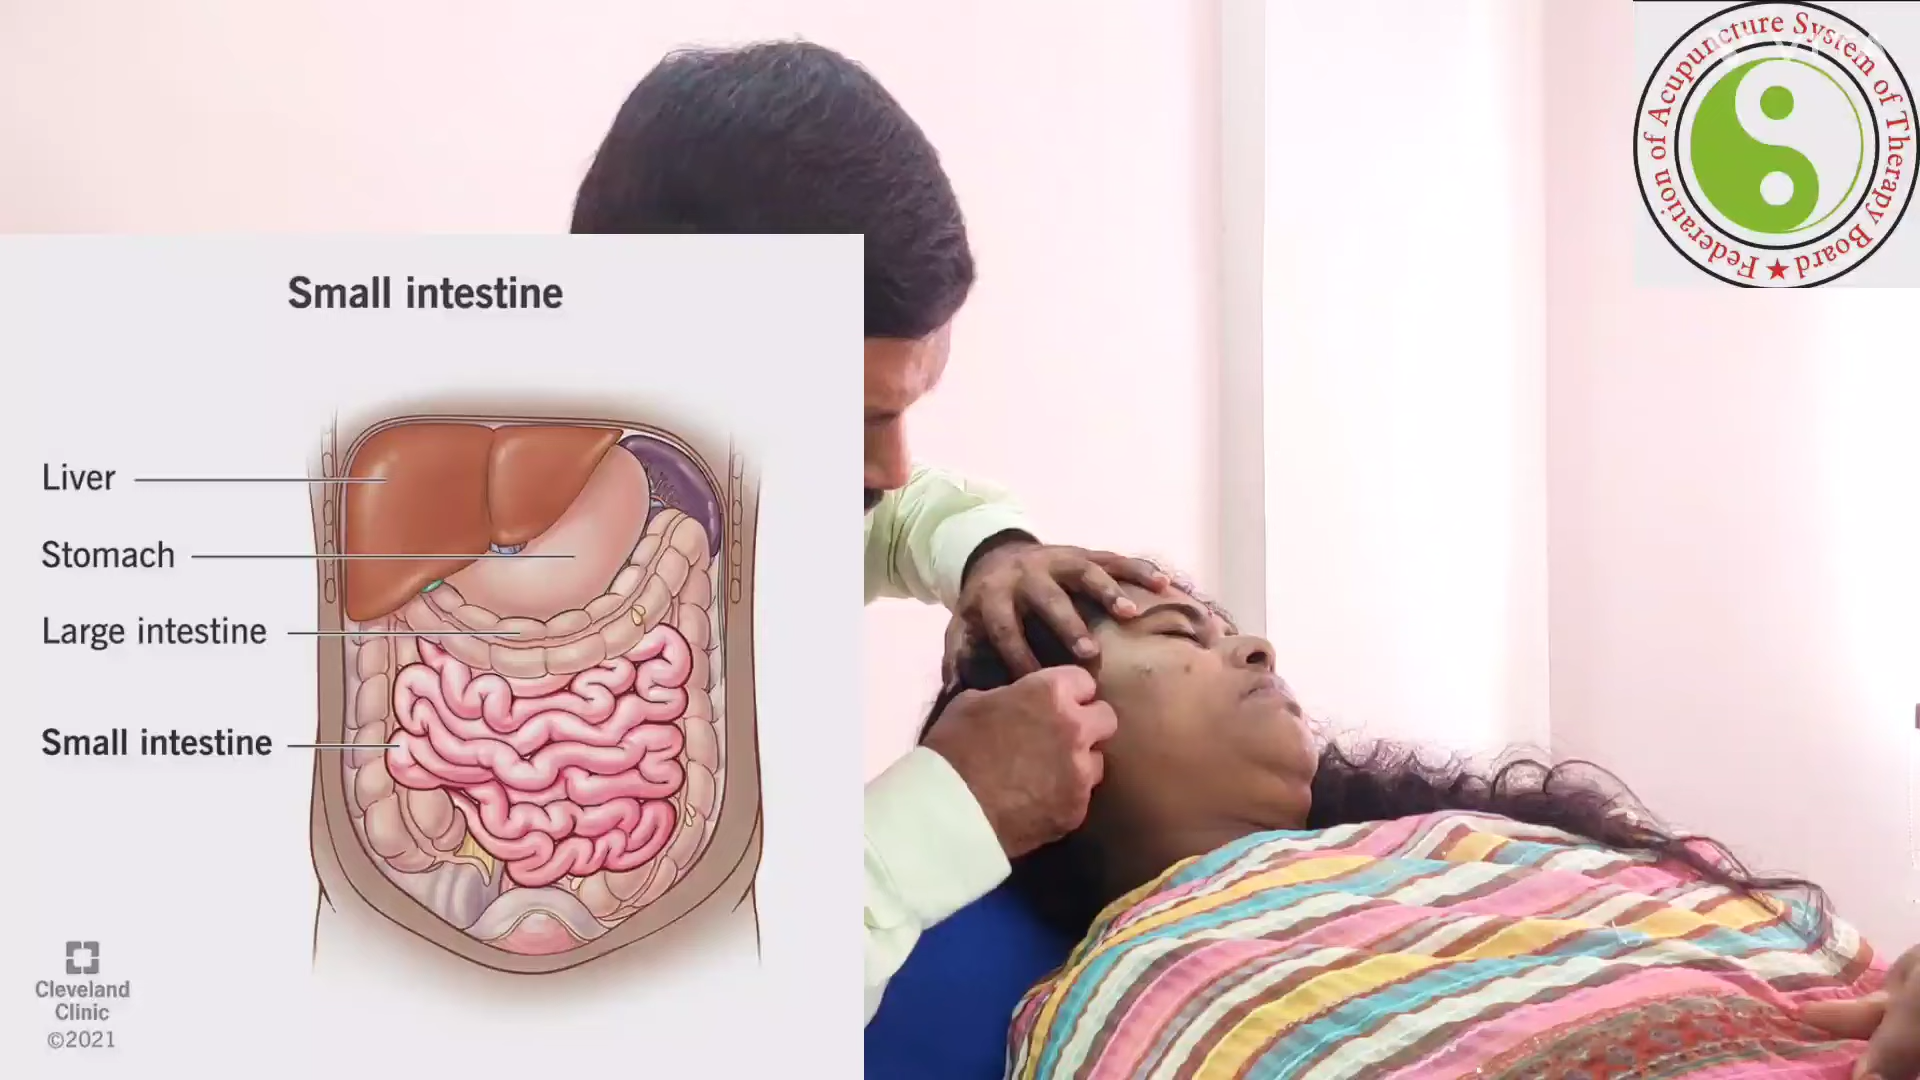 Federation of Acupuncture System of Therapy Board
Small intestine
Liver
Stomach
Large intestine
Small intestine
Cleveland
Clinic
©2021